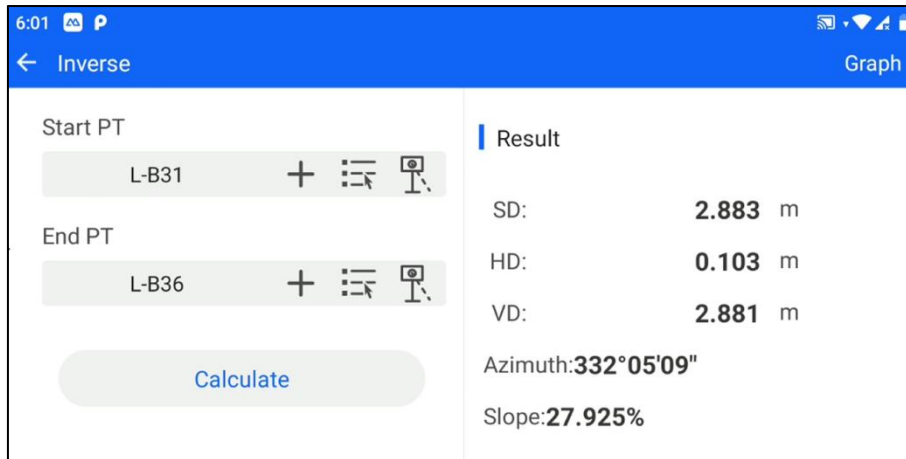 6:01
Inverse
Graph
Start PT
L-B31
End PT
L-B36
Calculate
Result
SD: 2.883 m
HD: 0.103 m
VD: 2.881 m
Azimuth:332°05'09"
Slope:27.925%